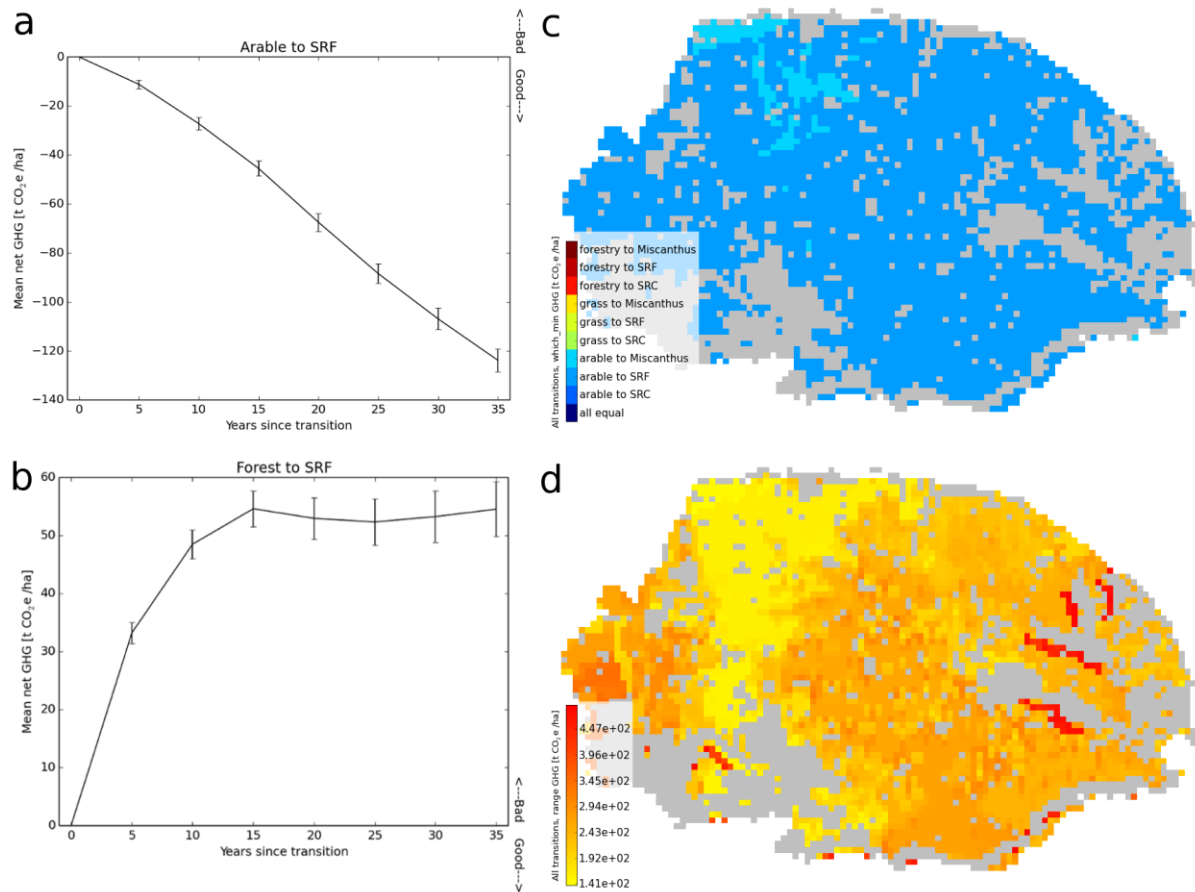 a
Arable to SRF
Mean net GHG [t CO2e /ha]
0
−20
−40
−60
−80
−100
−120
−140
0 5 10 15 20 25 30 35
Years since transition
<---Bad
Good--->
b
Forest to SRF
Mean net GHG [t CO2e /ha]
60
50
40
30
20
10
0
0 5 10 15 20 25 30 35
Years since transition
<---Bad
Good--->
c
All transitions, which_min GHG [t CO2e /ha]
forestry to Miscanthus
forestry to SRF
forestry to SRC
grass to Miscanthus
grass to SRF
grass to SRC
arable to Miscanthus
arable to SRF
arable to SRC
all equal
d
All transitions, range GHG [t CO2e /ha]
4.47e+02
3.96e+02
3.45e+02
2.94e+02
2.43e+02
1.92e+02
1.41e+02